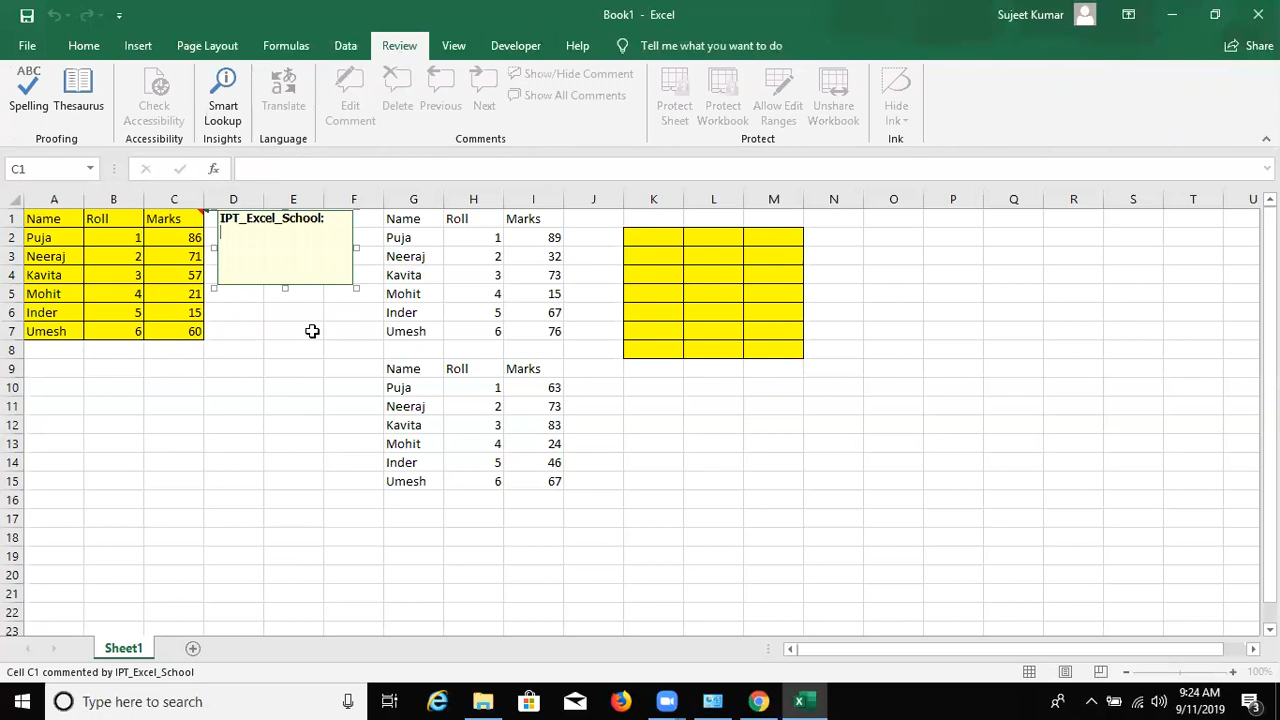 Book1 - Excel
Sujeet Kumar
File Home Insert Page Layout Formulas Data Review View Developer Help Tell me what you want to do Share
ABC
Spelling Thesaurus Check Accessibility Smart Lookup Translate Edit Comment Delete Previous Next Show/Hide Comment Show All Comments Protect Sheet Protect Workbook Allow Edit Ranges Unshare Workbook Hide Ink
Proofing Accessibility Insights Language Comments Protect Ink
C1 fx
A B C D E F G H I J K L M N O P Q R S T U
1 Name Roll Marks IPT_Excel_School: Name Roll Marks
2 Puja 1 86 Puja 1 89
3 Neeraj 2 71 Neeraj 2 32
4 Kavita 3 57 Kavita 3 73
5 Mohit 4 21 Mohit 4 15
6 Inder 5 15 Inder 5 67
7 Umesh 6 60 Umesh 6 76
8
9 Name Roll Marks
10 Puja 1 63
11 Neeraj 2 73
12 Kavita 3 83
13 Mohit 4 24
14 Inder 5 46
15 Umesh 6 67
16
17
18
19
20
21
22
23
Sheet1
Cell C1 commented by IPT_Excel_School
100%
Type here to search
9:24 AM
9/11/2019
3